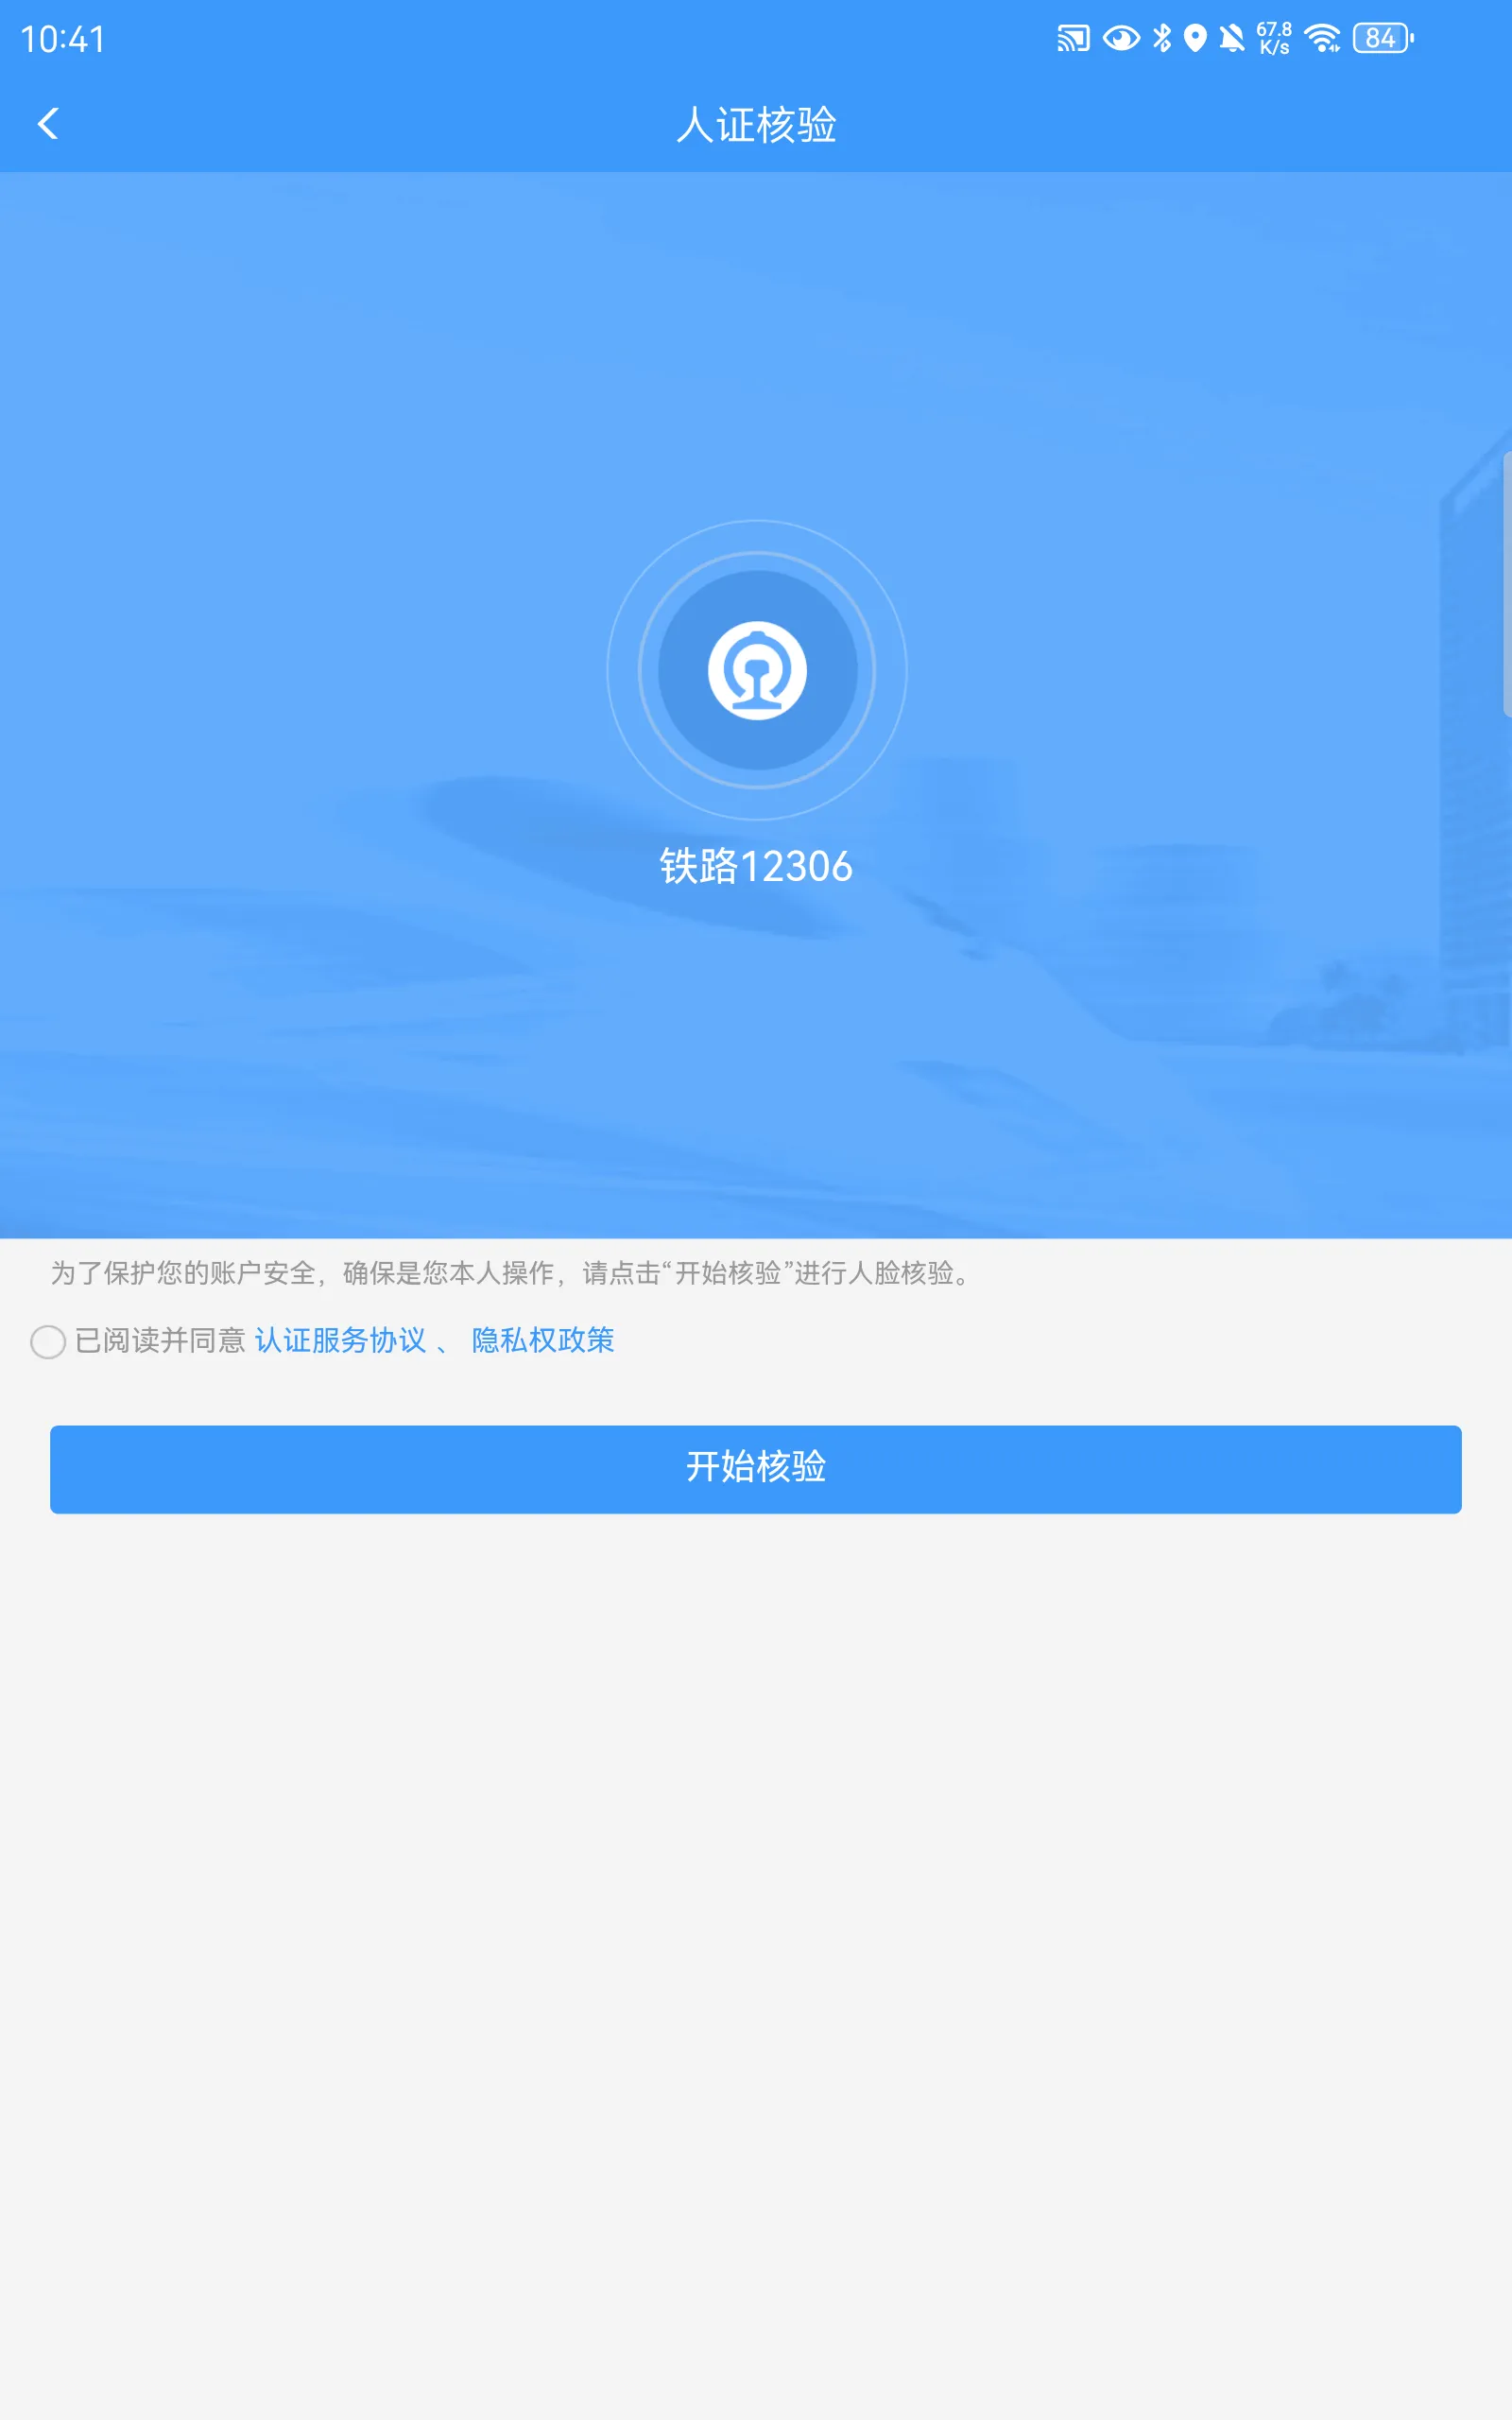 10:41
67.8
K/s
84
人证核验
铁路12306
为了保护您的账户安全，确保是您本人操作，请点击“开始核验”进行人脸核验。
已阅读并同意 认证服务协议 、 隐私权政策
开始核验